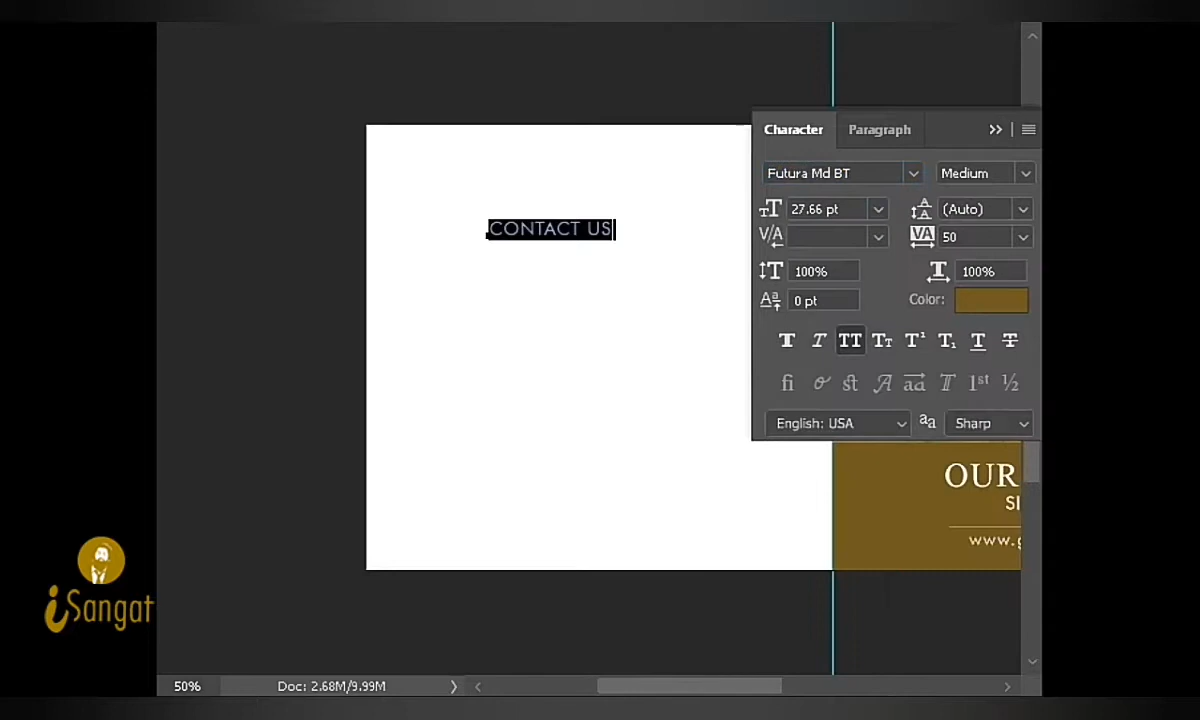 Character
Paragraph
Futura Md BT
Medium
27.66 pt
(Auto)
50
100%
100%
0 pt
Color:
English: USA
Sharp
CONTACT US
OUR
www.g
iSangat
50%
Doc: 2.68M/9.99M